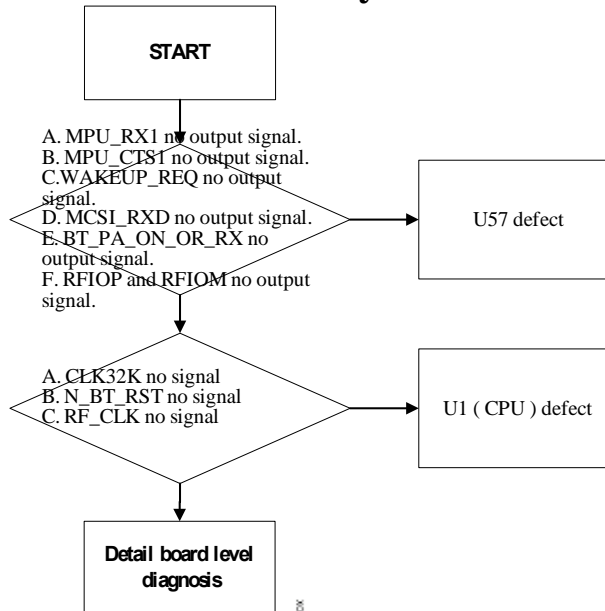 START
A. MPU_RX1 no output signal.
B. MPU_CTS1 no output signal.
C.WAKEUP_REQ no output
signal.
D. MCSI_RXD no output signal.
E. BT_PA_ON_OR_RX no
output signal.
F. RFIOP and RFIOM no output
signal.
U57 defect
A. CLK32K no signal
B. N_BT_RST no signal
C. RF_CLK no signal
U1 ( CPU ) defect
Detail board level
diagnosis